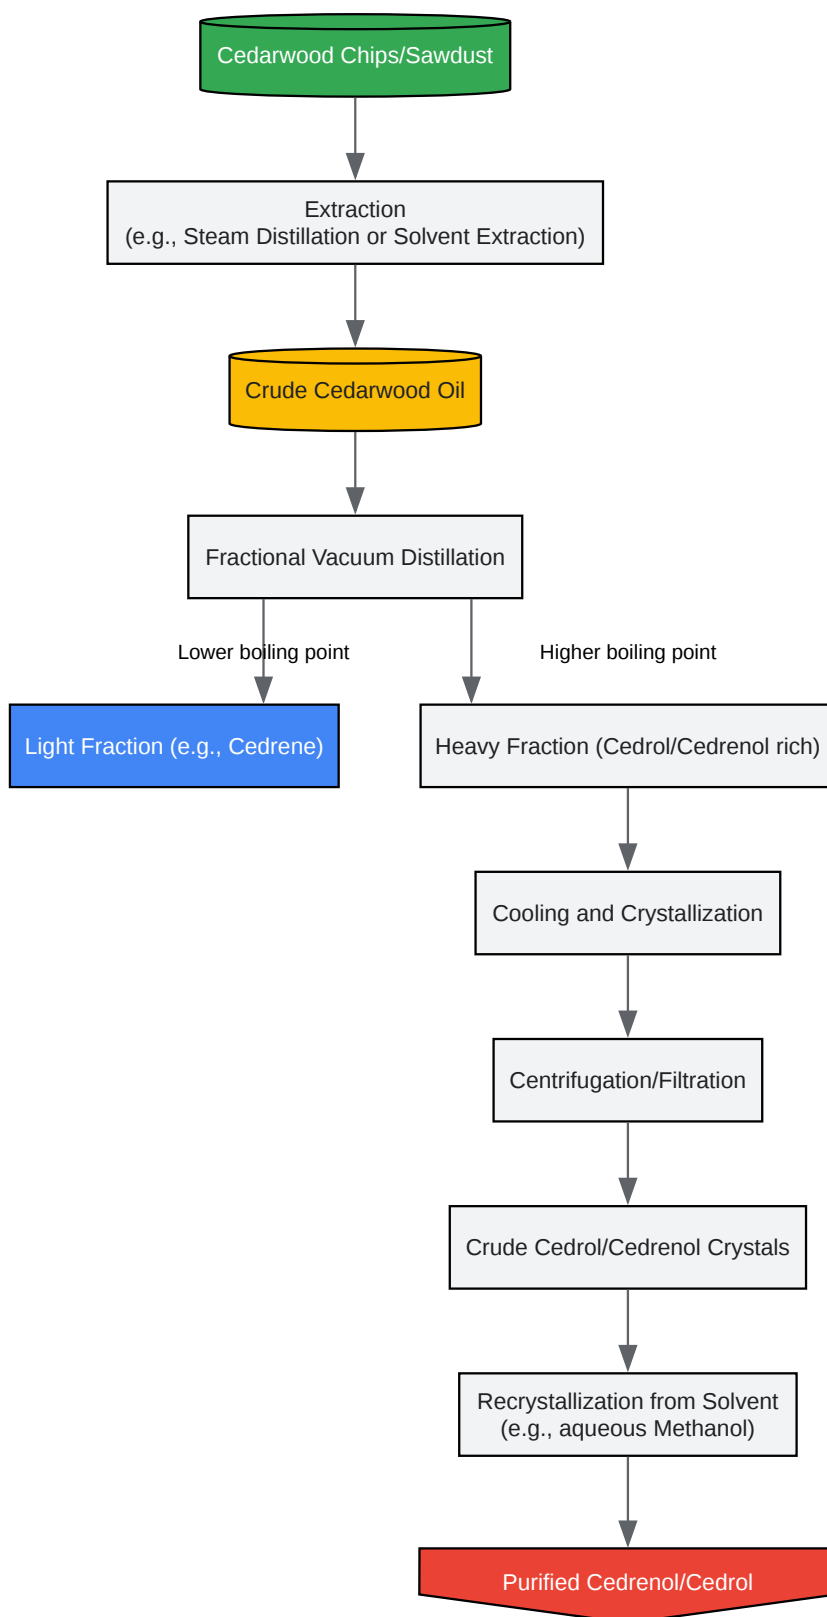 Cedarwood Chips/Sawdust
Extraction
(e.g., Steam Distillation or Solvent Extraction)
Crude Cedarwood Oil
Fractional Vacuum Distillation
Lower boiling point
Higher boiling point
Light Fraction (e.g., Cedrene)
Heavy Fraction (Cedrol/Cedrenol rich)
Cooling and Crystallization
Centrifugation/Filtration
Crude Cedrol/Cedrenol Crystals
Recrystallization from Solvent
(e.g., aqueous Methanol)
Purified Cedrenol/Cedrol